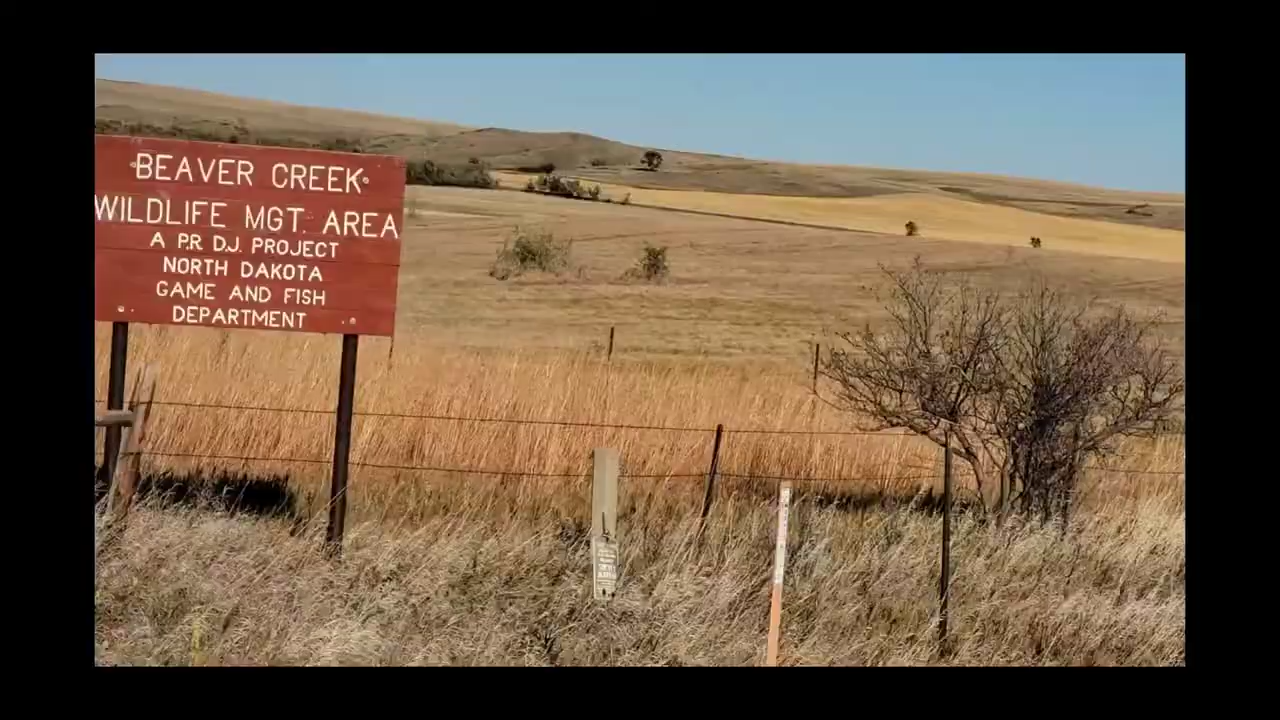 BEAVER CREEK
WILDLIFE MGT. AREA
A P.R. D.J. PROJECT
NORTH DAKOTA
GAME AND FISH
DEPARTMENT